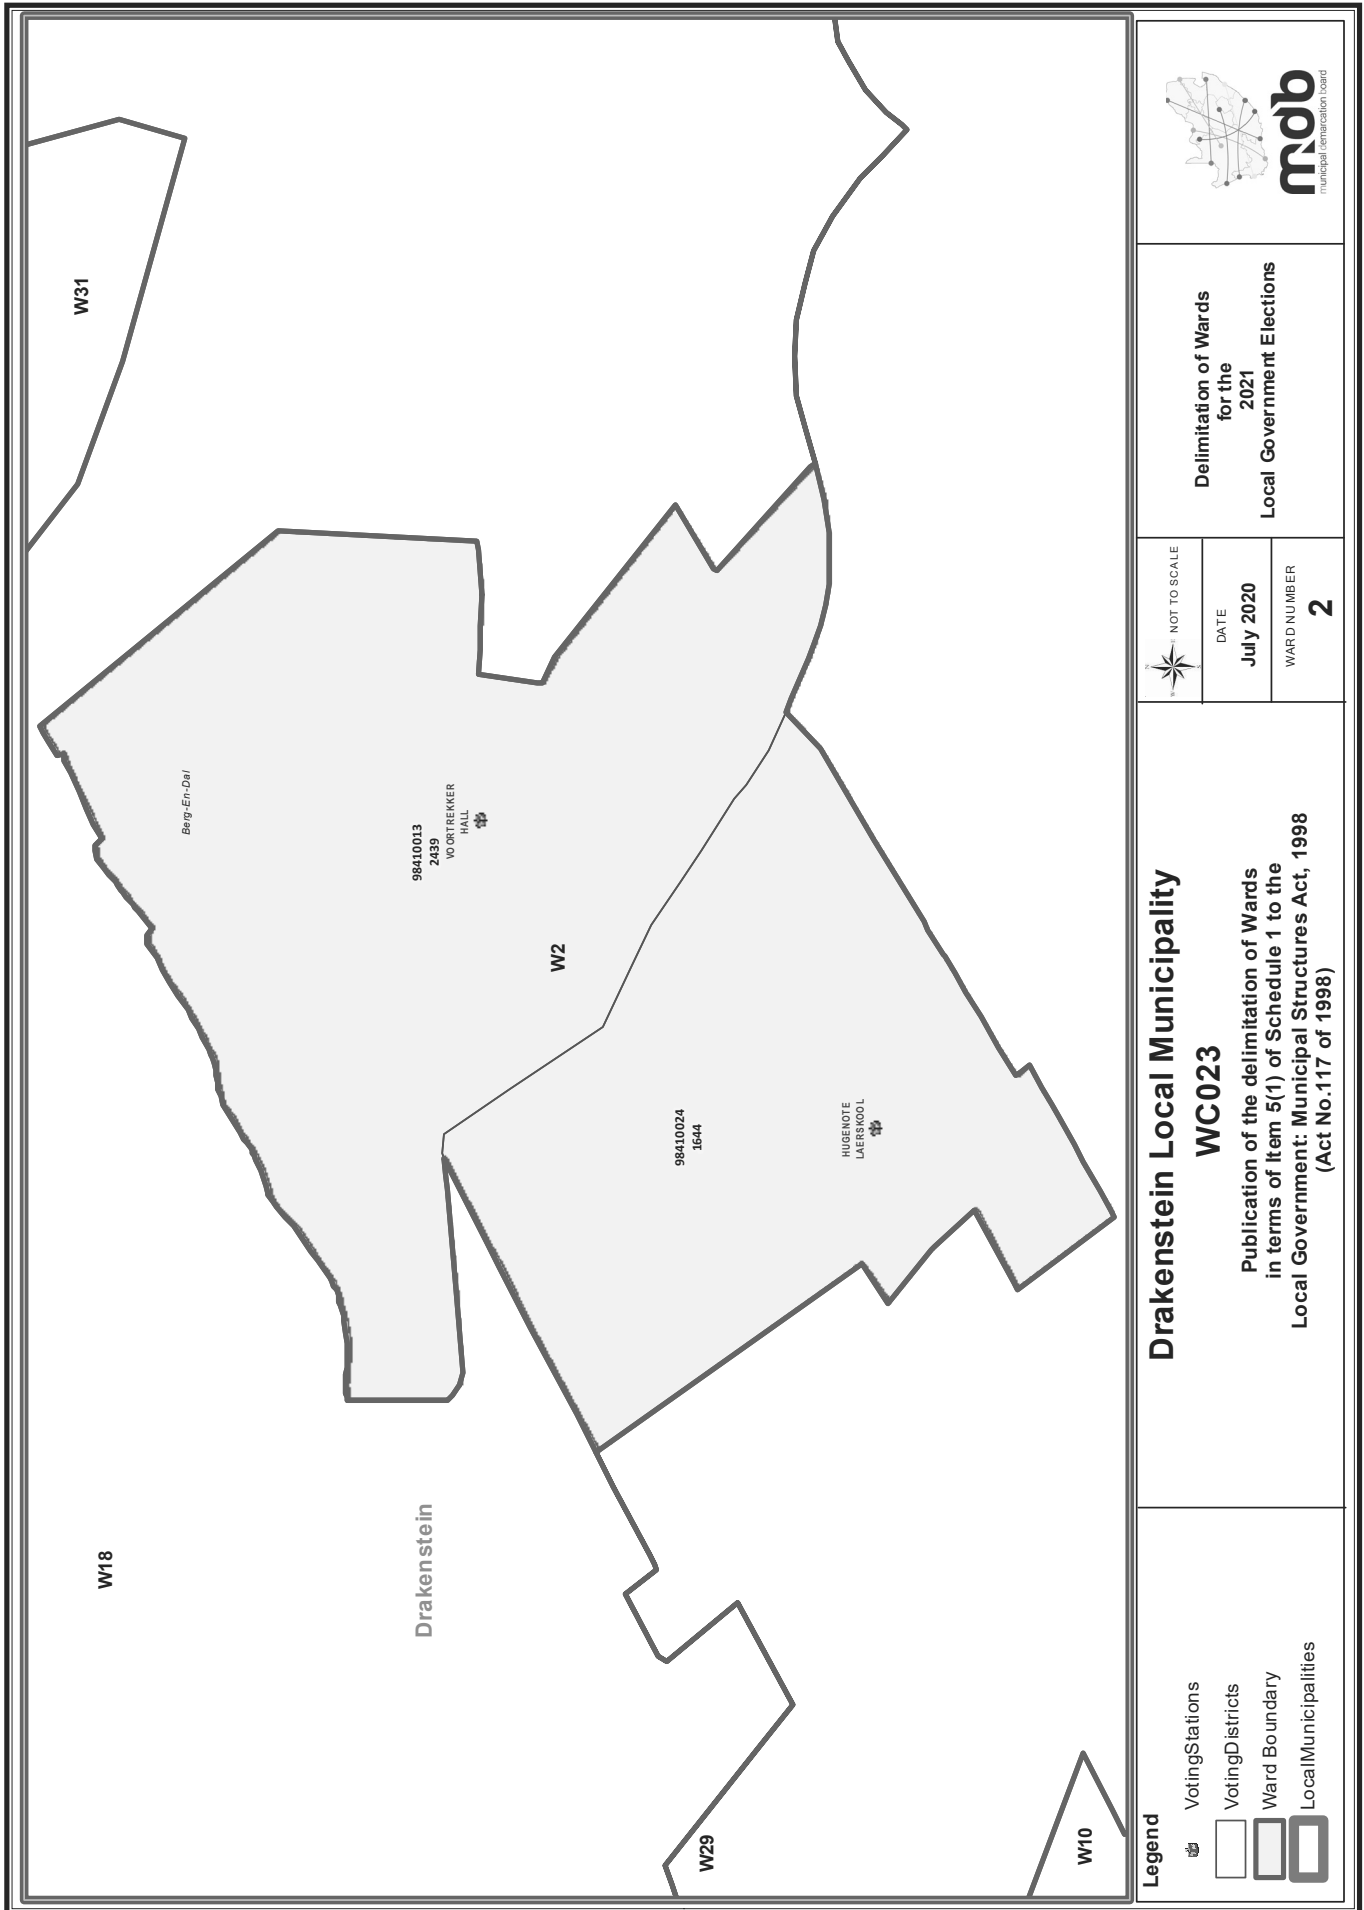 W31
W18
Berg-En-Dal
98410013
2439
VOORTREKKER
HALL
Drakenstein
W2
98410024
1644
HUGENOTE
LAERSKOOL
W29
W10
Legend
VotingStations
VotingDistricts
Ward Boundary
LocalMunicipalities
Drakenstein Local Municipality
WC023
Publication of the delimitation of Wards
in terms of Item 5(1) of Schedule 1 to the
Local Government: Municipal Structures Act, 1998
(Act No.117 of 1998)
N
E
S
W
NOT TO SCALE
DATE
July 2020
WARD NUMBER
2
Delimitation of Wards
for the
2021
Local Government Elections
mdb
municipal demarcation board